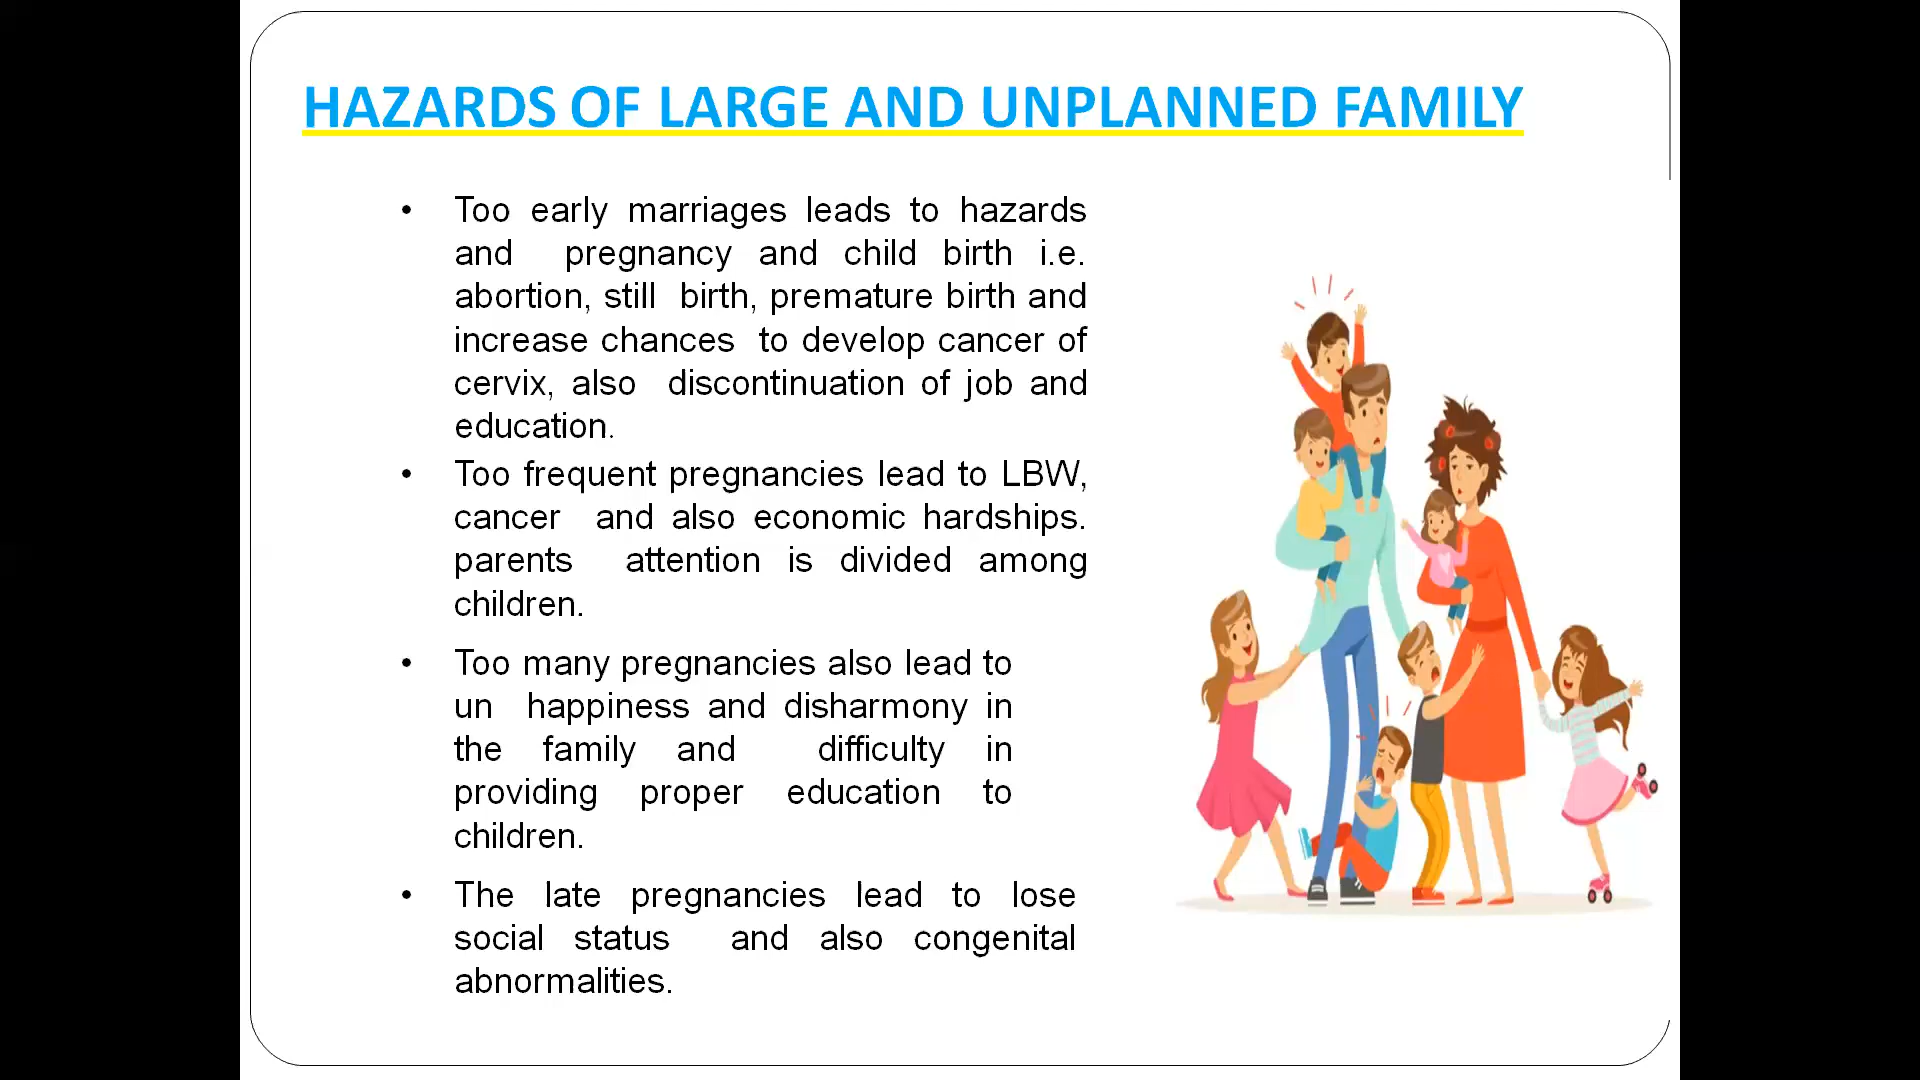 HAZARDS OF LARGE AND UNPLANNED FAMILY
• Too early marriages leads to hazards
and pregnancy and child birth i.e.
abortion, still birth, premature birth and
increase chances to develop cancer of
cervix, also discontinuation of job and
education.
• Too frequent pregnancies lead to LBW,
cancer and also economic hardships.
parents attention is divided among
children.
• Too many pregnancies also lead to
un happiness and disharmony in
the family and difficulty in
providing proper education to
children.
• The late pregnancies lead to lose
social status and also congenital
abnormalities.